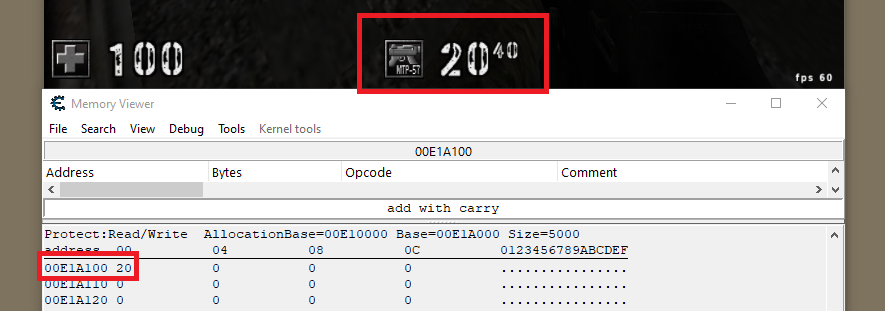 100
MTP-57
20 40
fps 60
Memory Viewer
File Search View Debug Tools Kernel tools
00E1A100
Address Bytes Opcode Comment
add with carry
Protect:Read/Write AllocationBase=00E10000 Base=00E1A000 Size=5000
address 00 04 08 0C 0123456789ABCDEF
00E1A100 20 0 0 0 ................
00E1A110 0 0 0 0 ................
00E1A120 0 0 0 0 ................